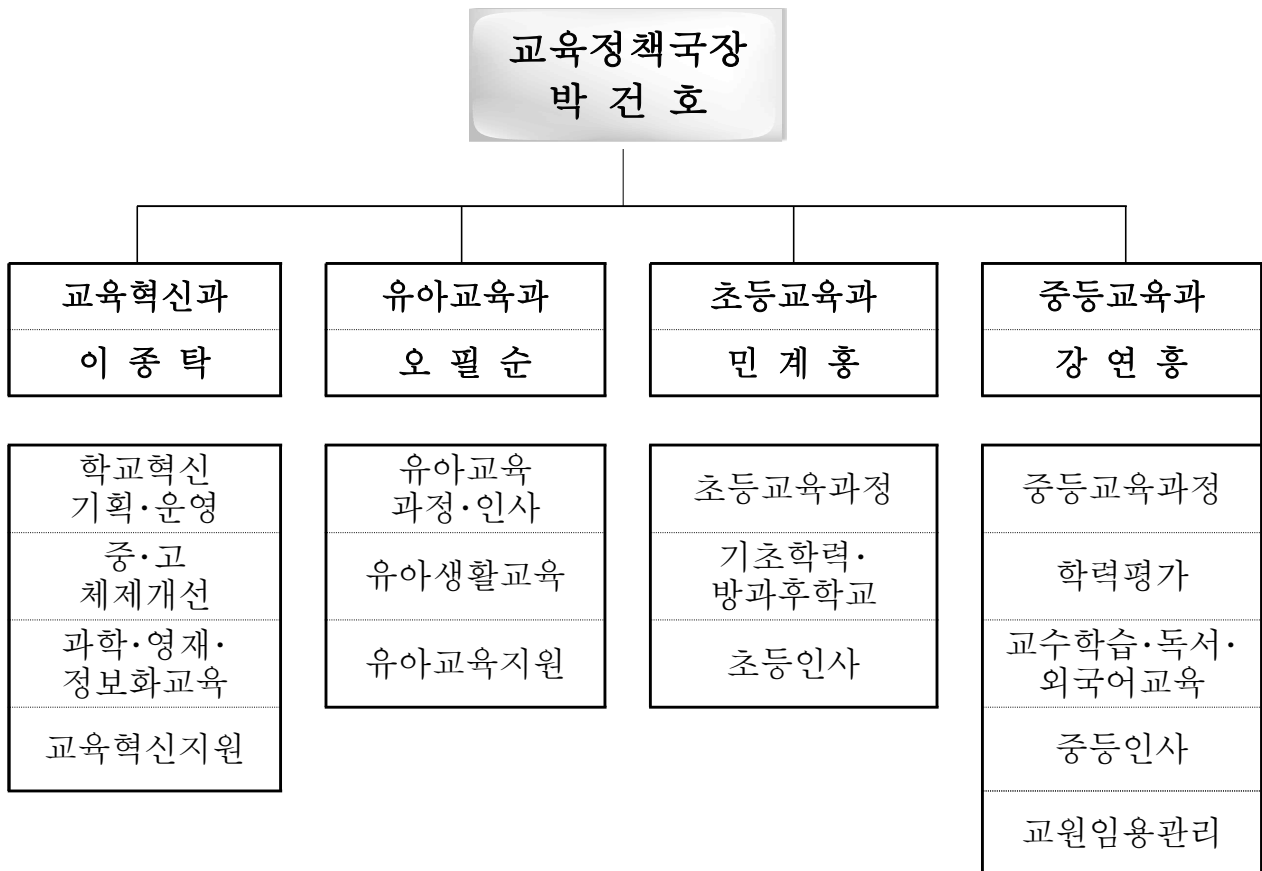 교육정책국장
박 건 호
교육혁신과
이 종 탁
유아교육과
오 필 순
초등교육과
민 계 홍
중등교육과
강 연 흥
학교혁신
기획·운영
중·고
체제개선
과학·영재·
정보화교육
교육혁신지원
유아교육
과정·인사
유아생활교육
유아교육지원
초등교육과정
기초학력·
방과후학교
초등인사
중등교육과정
학력평가
교수학습·독서·
외국어교육
중등인사
교원임용관리